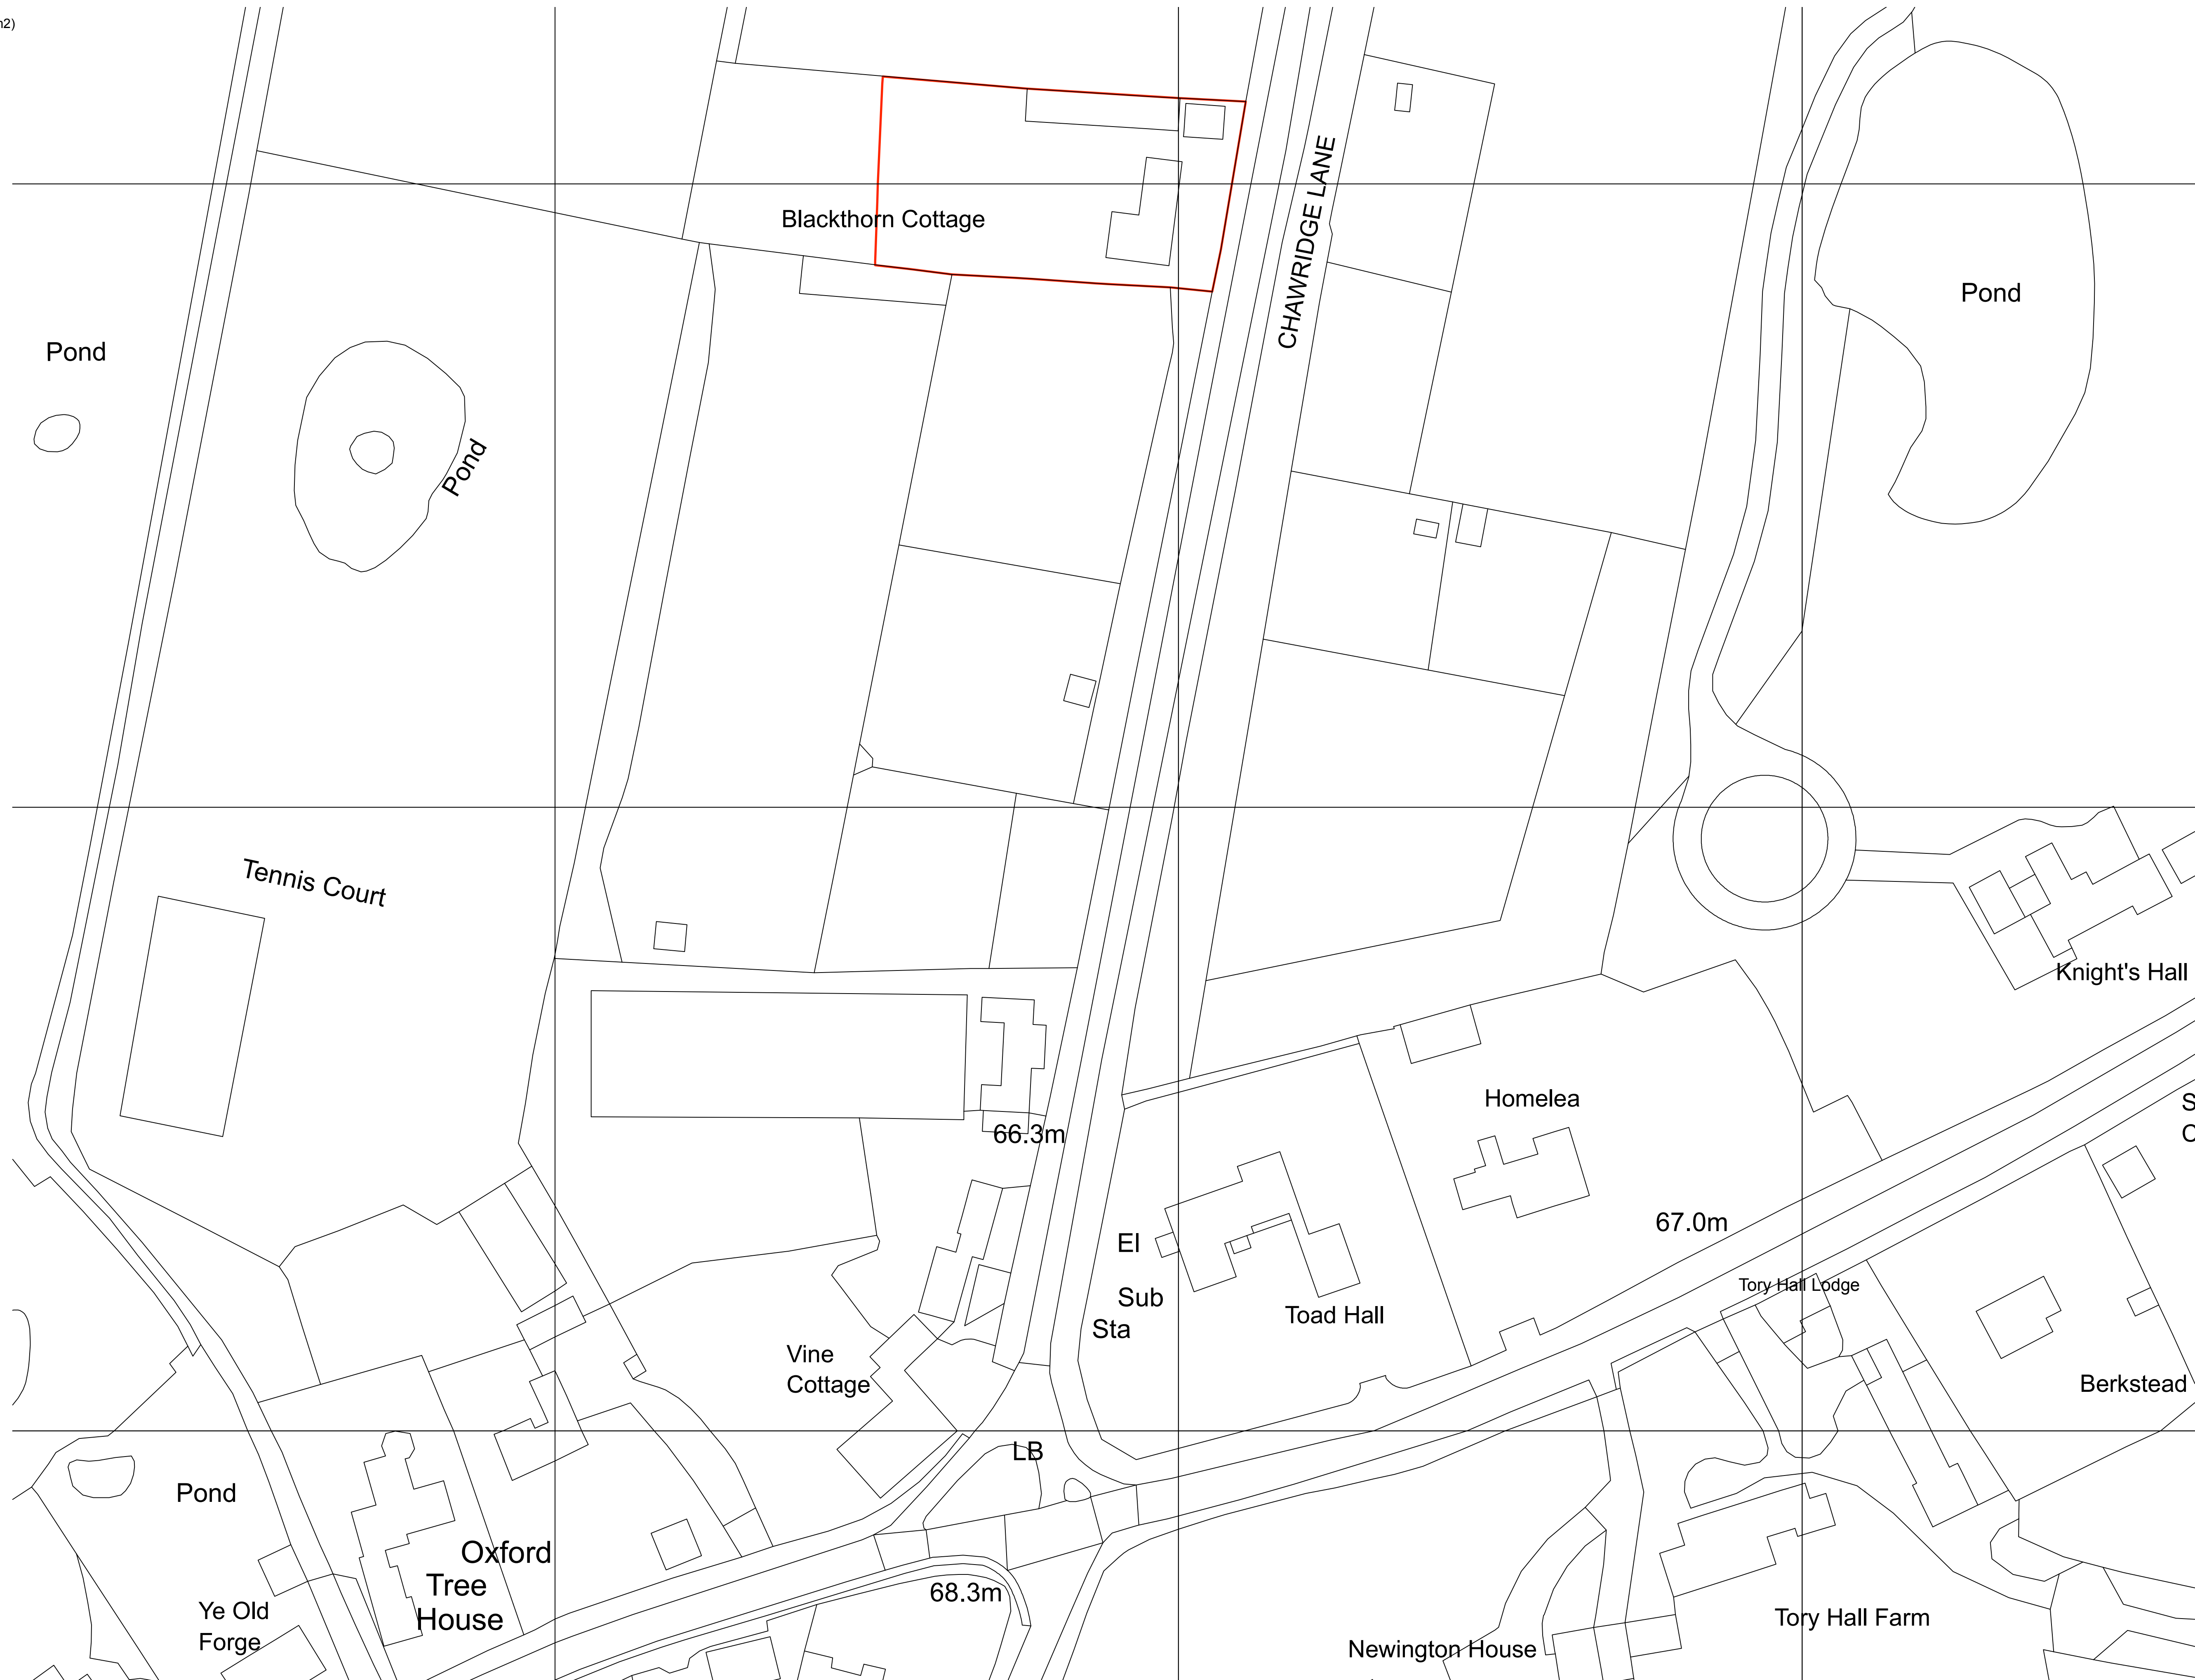 CHAWRIDGE LANE
Blackthorn Cottage
Pond
Pond
Pond
Tennis Court
Knight's Hall
Homelea
66.3m
67.0m
El
Sub
Sta
Toad Hall
Tory Hall Lodge
Vine
Cottage
Berkstead
LB
Pond
Oxford
Tree
House
68.3m
Ye Old
Forge
Tory Hall Farm
Newington House